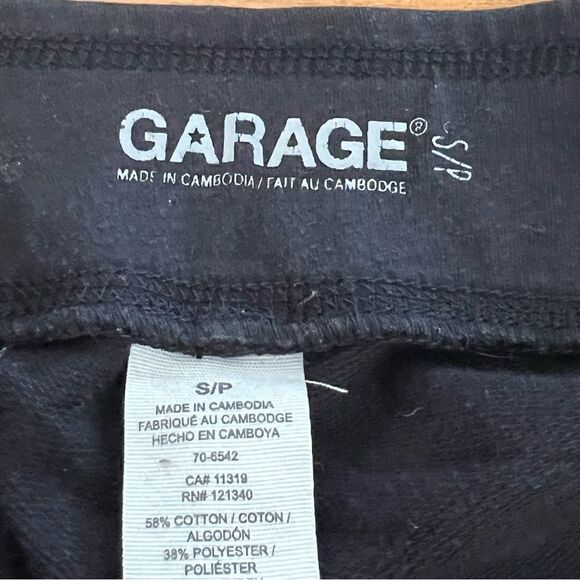 GARAGE®
S/P
MADE IN CAMBODIA / FAIT AU CAMBODGE
S/P
MADE IN CAMBODIA
FABRIQUÉ AU CAMBODGE
HECHO EN CAMBOYA
70-6542
CA# 11319
RN# 121340
58% COTTON / COTON /
ALGODÓN
38% POLYESTER /
POLIÉSTER